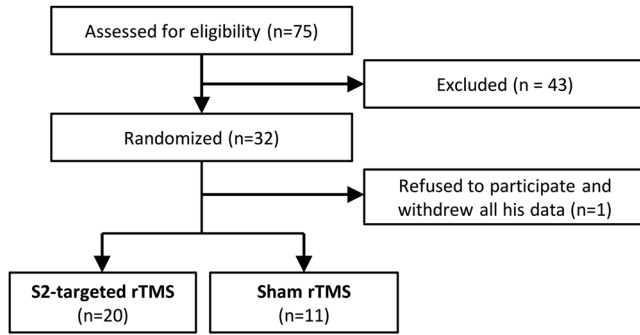 Assessed for eligibility (n=75)
Excluded (n = 43)
Randomized (n=32)
Refused to participate and
withdrew all his data (n=1)
S2-targeted rTMS
(n=20)
Sham rTMS
(n=11)